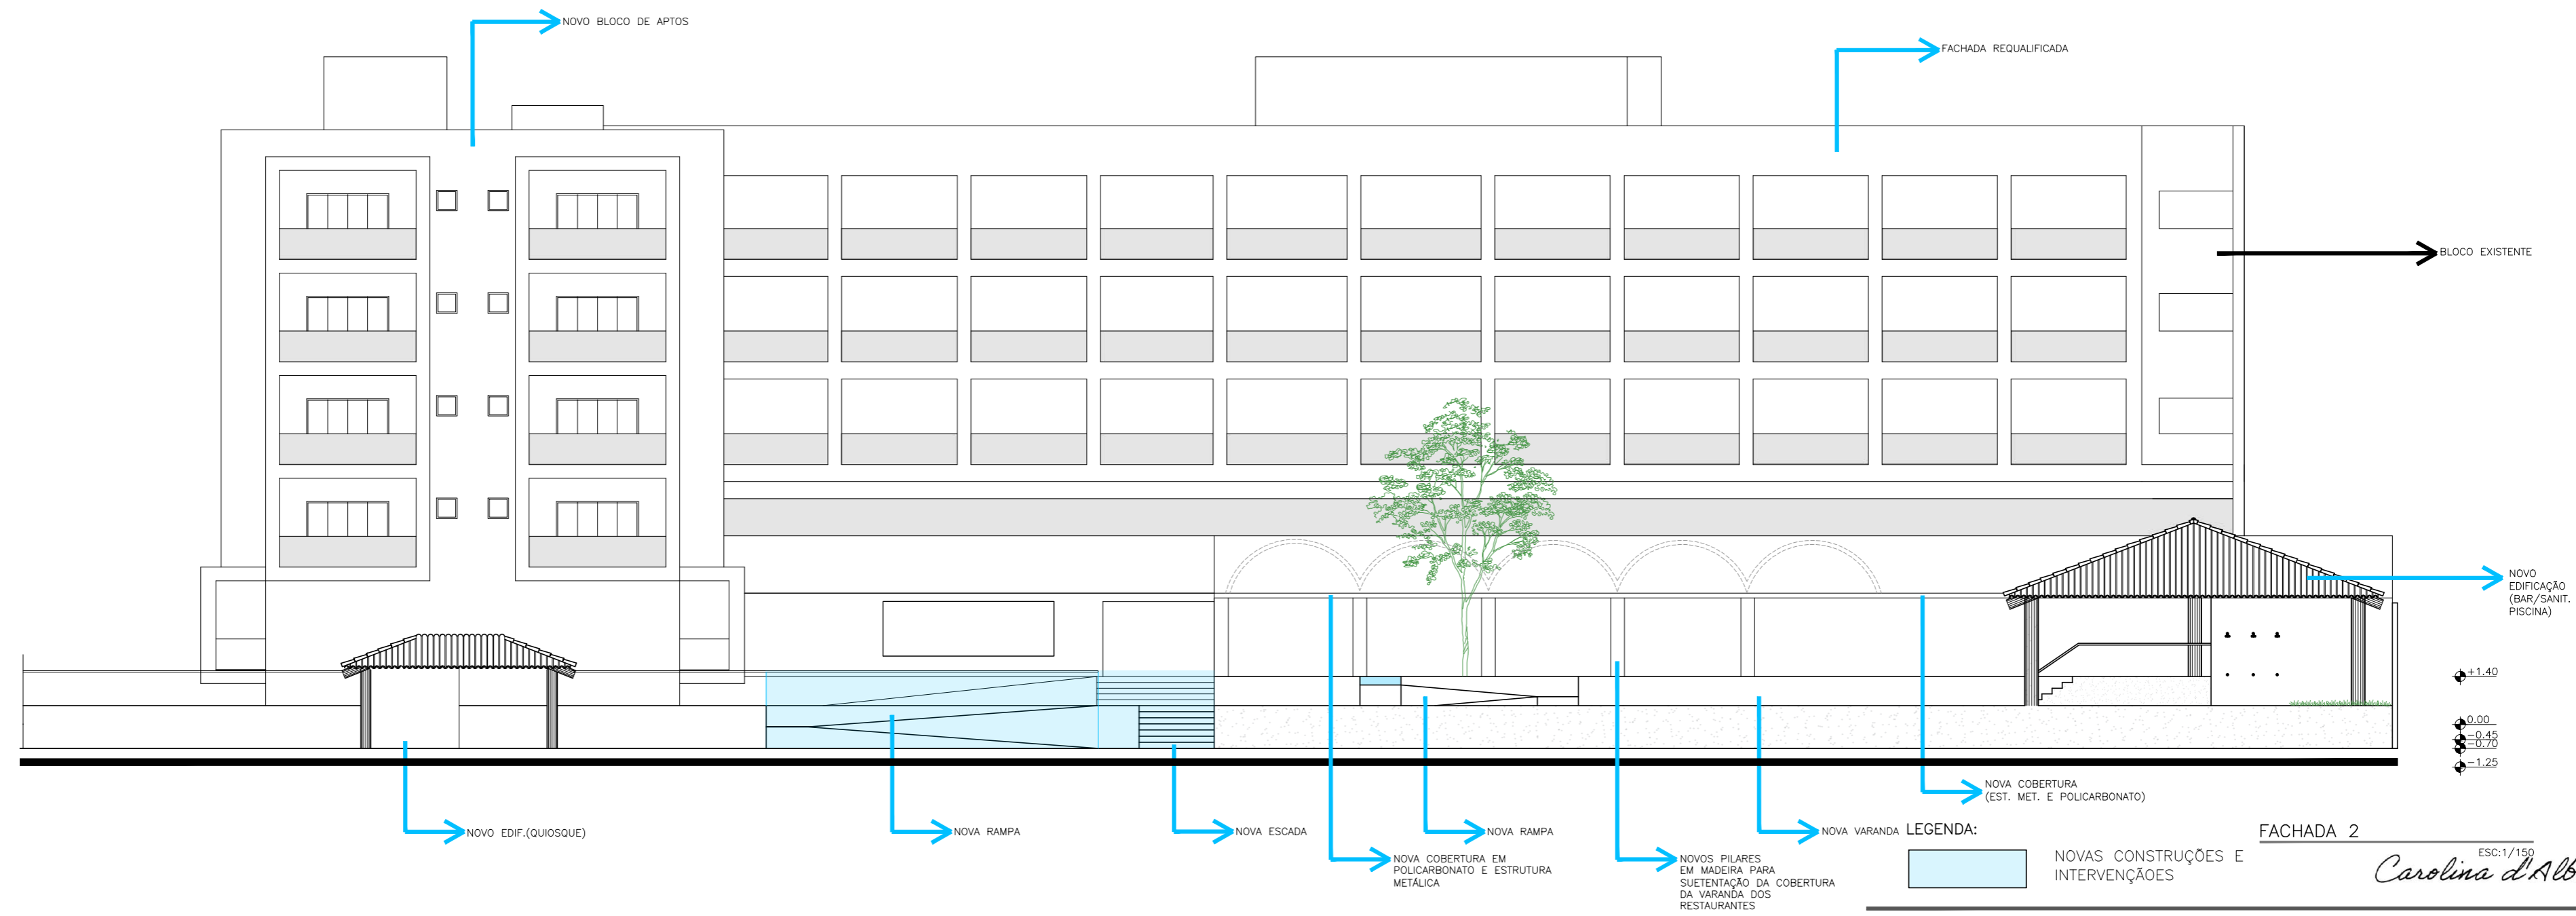 NOVO BLOCO DE APTOS
FACHADA REQUALIFICADA
BLOCO EXISTENTE
NOVO
EDIFICAÇÃO
(BAR/SANIT.
PISCINA)
+1.40
0.00
-0.45
-0.70
-1.25
NOVA COBERTURA
(EST. MET. E POLICARBONATO)
NOVO EDIF.(QUIOSQUE)
NOVA RAMPA
NOVA ESCADA
NOVA RAMPA
NOVA VARANDA
NOVA COBERTURA EM
POLICARBONATO E ESTRUTURA
METÁLICA
NOVOS PILARES
EM MADEIRA PARA
SUETENTAÇÃO DA COBERTURA
DA VARANDA DOS
RESTAURANTES
LEGENDA:
NOVAS CONSTRUÇÕES E
INTERVENÇÃOES
FACHADA 2
ESC:1/150
Carolina d'Alb